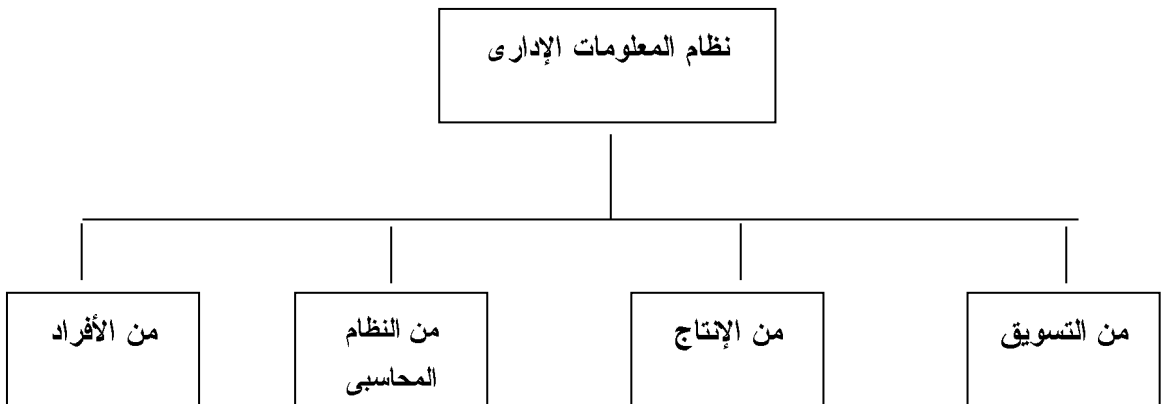 نظام المعلومات الإدارى
من التسويق
من الإنتاج
من النظام
المحاسبى
من الأفراد